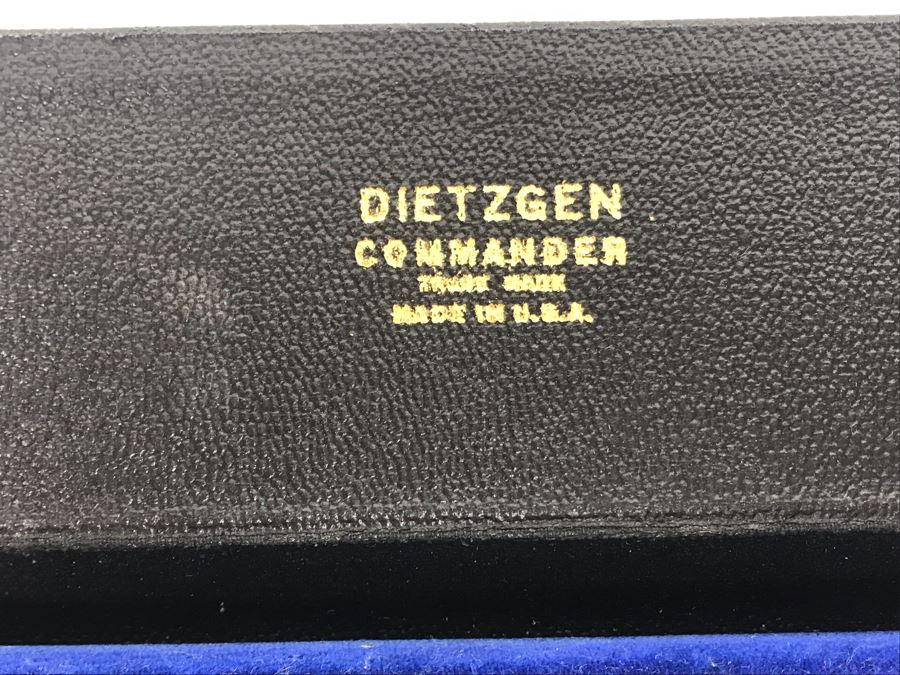 DIETZGEN
COMMANDER
TRADE MARK
MADE IN U.S.A.